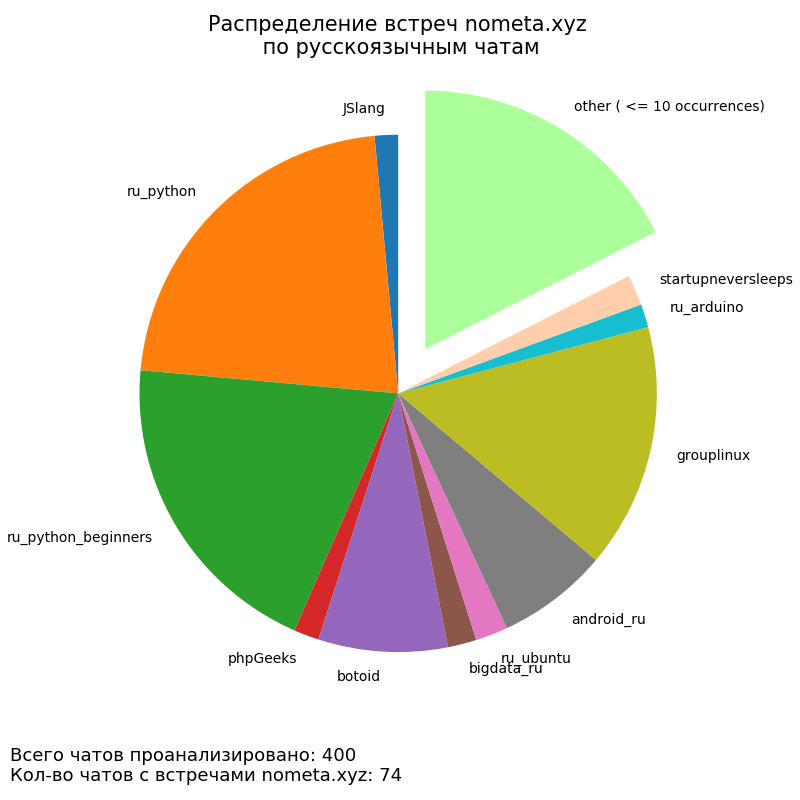 Распределение встреч nometa.xyz
по русскоязычным чатам
JSlang
other ( <= 10 occurrences)
ru_python
startupneversleeps
ru_arduino
grouplinux
ru_python_beginners
android_ru
phpGeeks
ru_ubuntu
bigdata_ru
botoid
Всего чатов проанализировано: 400
Кол-во чатов с встречами nometa.xyz: 74